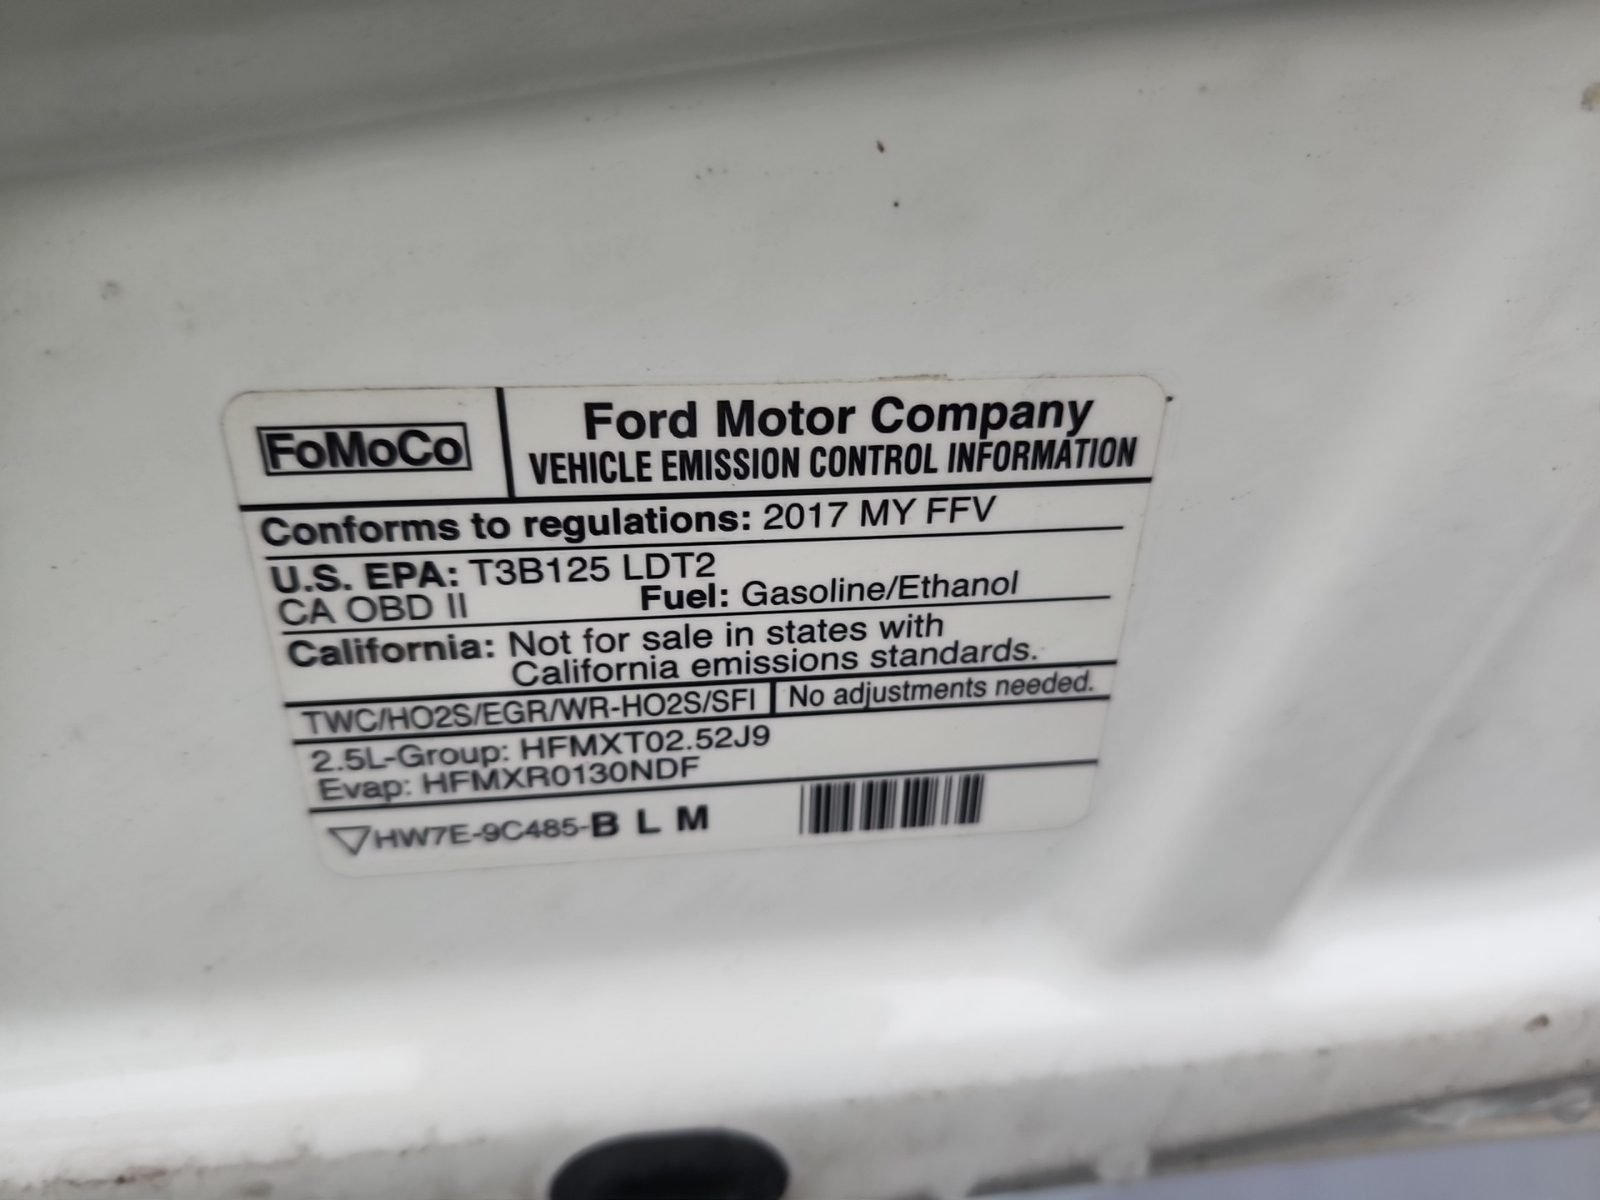 FoMoCo
Ford Motor Company
VEHICLE EMISSION CONTROL INFORMATION
Conforms to regulations: 2017 MY FFV
U.S. EPA: T3B125 LDT2
CA OBD II Fuel: Gasoline/Ethanol
California: Not for sale in states with
California emissions standards.
TWC/HO2S/EGR/WR-HO2S/SFI No adjustments needed.
2.5L-Group: HFMXT02.52J9
Evap: HFMXR0130NDF
HW7E-9C485-B L M